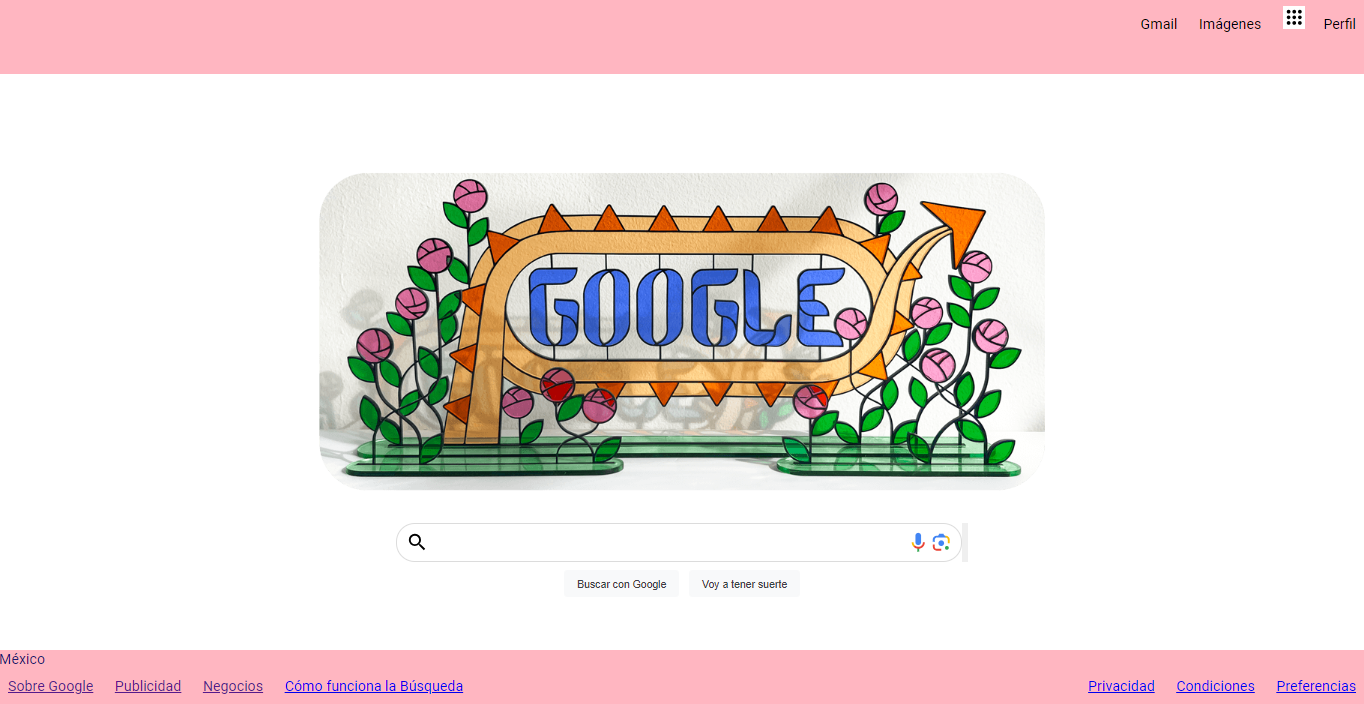 Gmail Imágenes Perfil
GOOGLE
Buscar con Google Voy a tener suerte
México
Sobre Google Publicidad Negocios Cómo funciona la Búsqueda Privacidad Condiciones Preferencias